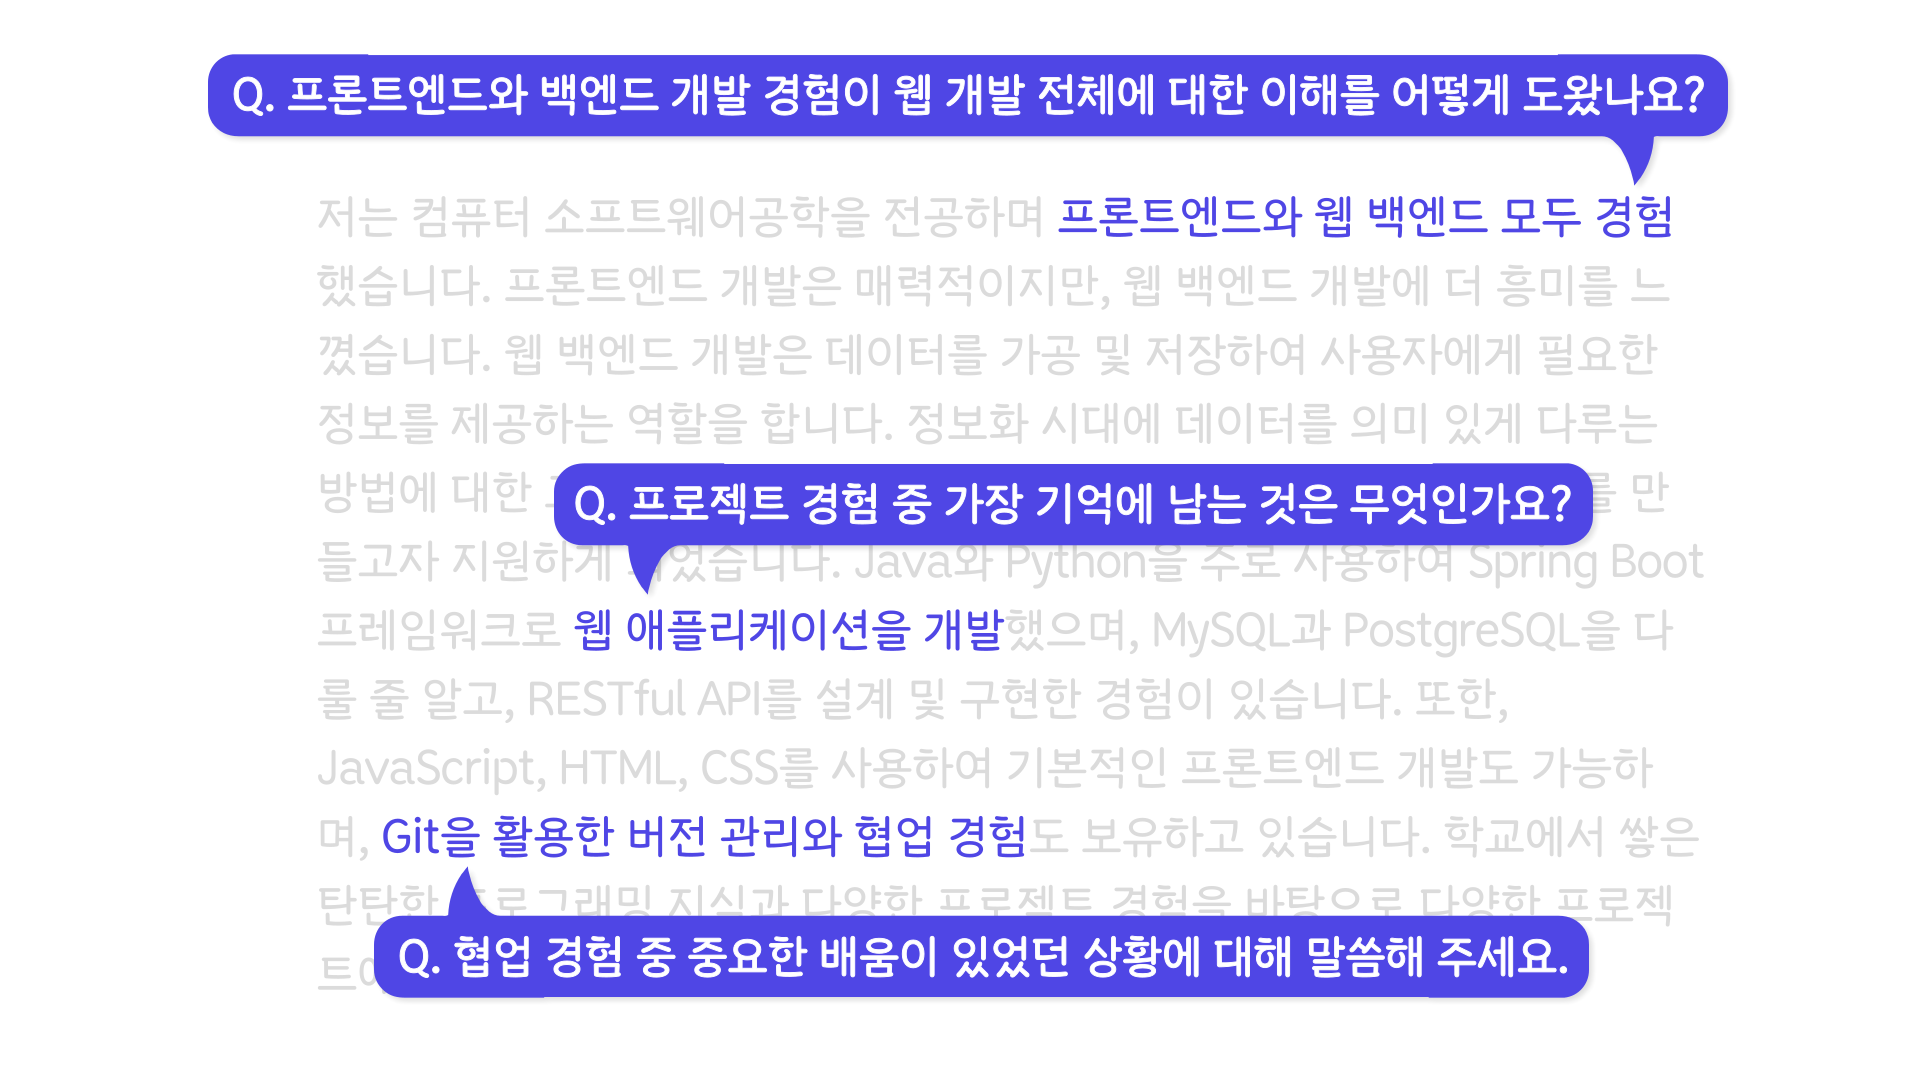 Q. 프론트엔드와 백엔드 개발 경험이 웹 개발 전체에 대한 이해를 어떻게 도왔나요?
저는 컴퓨터 소프트웨어공학을 전공하며 프론트엔드와 웹 백엔드 모두 경험
했습니다. 프론트엔드 개발은 매력적이지만, 웹 백엔드 개발에 더 흥미를 느
꼈습니다. 웹 백엔드 개발은 데이터를 가공 및 저장하여 사용자에게 필요한
정보를 제공하는 역할을 합니다. 정보화 시대에 데이터를 의미 있게 다루는
방법에 대한 를 만
Q. 프로젝트 경험 중 가장 기억에 남는 것은 무엇인가요?
들고자 지원하게 되었습니다. Java와 Python을 주로 사용하여 Spring Boot
프레임워크로 웹 애플리케이션을 개발했으며, MySQL과 PostgreSQL을 다
룰 줄 알고, RESTful API를 설계 및 구현한 경험이 있습니다. 또한,
JavaScript, HTML, CSS를 사용하여 기본적인 프론트엔드 개발도 가능하
며, Git을 활용한 버전 관리와 협업 경험도 보유하고 있습니다. 학교에서 쌓은
탄탄한 프로그래밍 지식과 다양한 프로젝트 경험을 바탕으로 다양한 프로젝
Q. 협업 경험 중 중요한 배움이 있었던 상황에 대해 말씀해 주세요.